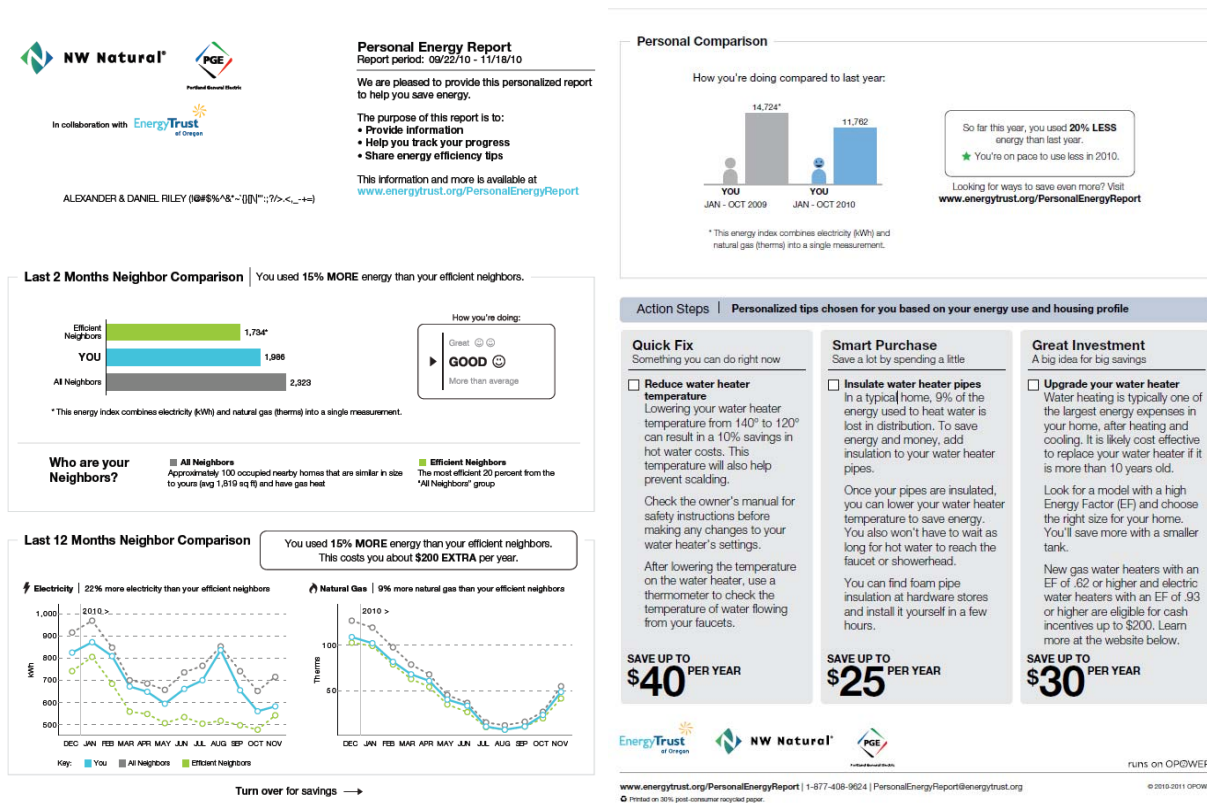 NW Natural®
PGE
Portland General Electric
In collaboration with EnergyTrust
of Oregon
Personal Energy Report
Report period: 09/22/10 - 11/18/10
We are pleased to provide this personalized report
to help you save energy.
The purpose of this report is to:
• Provide information
• Help you track your progress
• Share energy efficiency tips
This information and more is available at
www.energytrust.org/PersonalEnergyReport
Last 2 Months Neighbor Comparison | You used 15% MORE energy than your efficient neighbors.
Efficient
Neighbors
1,734*
YOU
1,986
All Neighbors
2,323
* This energy index combines electricity (kWh) and natural gas (therms) into a single measurement.
How you're doing:
Great
GOOD
More than average
Who are your
Neighbors?
All Neighbors
Approximately 100 occupied nearby homes that are similar in size
to yours (avg 1,819 sq ft) and have gas heat
Efficient Neighbors
The most efficient 20 percent from the
"All Neighbors" group
Last 12 Months Neighbor Comparison
You used 15% MORE energy than your efficient neighbors.
This costs you about $200 EXTRA per year.
Electricity | 22% more electricity than your efficient neighbors
1,000
900
800
700
600
500
kWh
2010 >
DEC JAN FEB MAR APR MAY JUN JUL AUG SEP OCT NOV
Natural Gas | 9% more natural gas than your efficient neighbors
100
50
Therms
2010 >
DEC JAN FEB MAR APR MAY JUN JUL AUG SEP OCT NOV
Key: You All Neighbors Efficient Neighbors
Turn over for savings →
Personal Comparison
How you're doing compared to last year:
14,724*
11,762
YOU
JAN - OCT 2009
YOU
JAN - OCT 2010
* This energy index combines electricity (kWh) and
natural gas (therms) into a single measurement.
So far this year, you used 20% LESS
energy than last year.
You're on pace to use less in 2010.
Looking for ways to save even more? Visit
www.energytrust.org/PersonalEnergyReport
Action Steps | Personalized tips chosen for you based on your energy use and housing profile
Quick Fix
Something you can do right now
Reduce water heater
temperature
Lowering your water heater
temperature from 140° to 120°
can result in a 10% savings in
hot water costs. This
temperature will also help
prevent scalding.
Check the owner's manual for
safety instructions before
making any changes to your
water heater's settings.
After lowering the temperature
on the water heater, use a
thermometer to check the
temperature of water flowing
from your faucets.
SAVE UP TO
$40 PER YEAR
Smart Purchase
Save a lot by spending a little
Insulate water heater pipes
In a typical home, 9% of the
energy used to heat water is
lost in distribution. To save
energy and money, add
insulation to your water heater
pipes.
Once your pipes are insulated,
you can lower your water heater
temperature to save energy.
You also won't have to wait as
long for hot water to reach the
faucet or showerhead.
You can find foam pipe
insulation at hardware stores
and install it yourself in a few
hours.
SAVE UP TO
$25 PER YEAR
Great Investment
A big idea for big savings
Upgrade your water heater
Water heating is typically one of
the largest energy expenses in
your home, after heating and
cooling. It is likely cost effective
to replace your water heater if it
is more than 10 years old.
Look for a model with a high
Energy Factor (EF) and choose
the right size for your home.
You'll save more with a smaller
tank.
New gas water heaters with an
EF of .62 or higher and electric
water heaters with an EF of .93
or higher are eligible for cash
incentives up to $200. Learn
more at the website below.
SAVE UP TO
$30 PER YEAR
EnergyTrust
of Oregon
NW Natural®
PGE
Portland General Electric
runs on OPOWER
www.energytrust.org/PersonalEnergyReport | 1-877-408-9624 | PersonalEnergyReport@energytrust.org
© 2010-2011 OPOW
Printed on 30% post-consumer recycled paper.
ALEXANDER & DANIEL RILEY